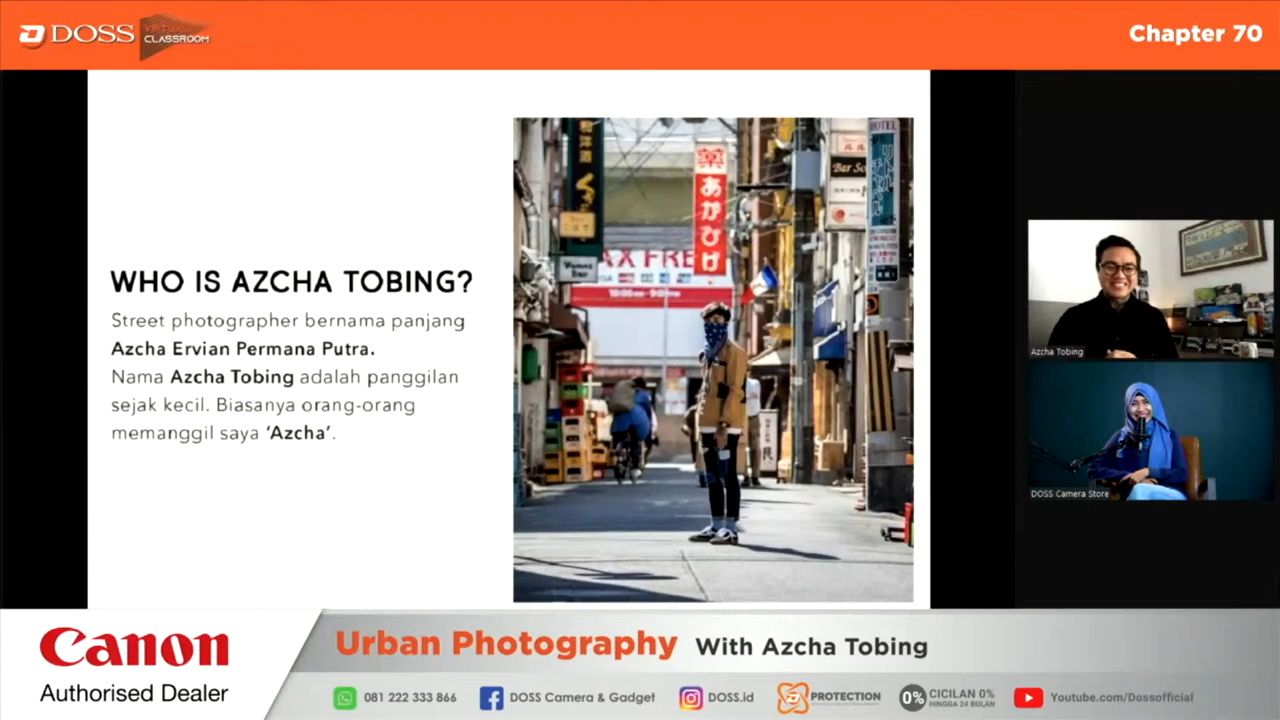 DOSS
CLASSROOM
Chapter 70
WHO IS AZCHA TOBING?
Street photographer bernama panjang
Azcha Ervian Permana Putra.
Nama Azcha Tobing adalah panggilan
sejak kecil. Biasanya orang-orang
memanggil saya ‘Azcha’.
HOTEL
あかひげ
Bar
AX FRE
Azcha Tobing
DOSS Camera Store
Canon
Authorised Dealer
Urban Photography With Azcha Tobing
081 222 333 866
DOSS Camera & Gadget
DOSS.id
PROTECTION
0% CICILAN 0%
HINGGA 24 BULAN
Youtube.com/Dossofficial